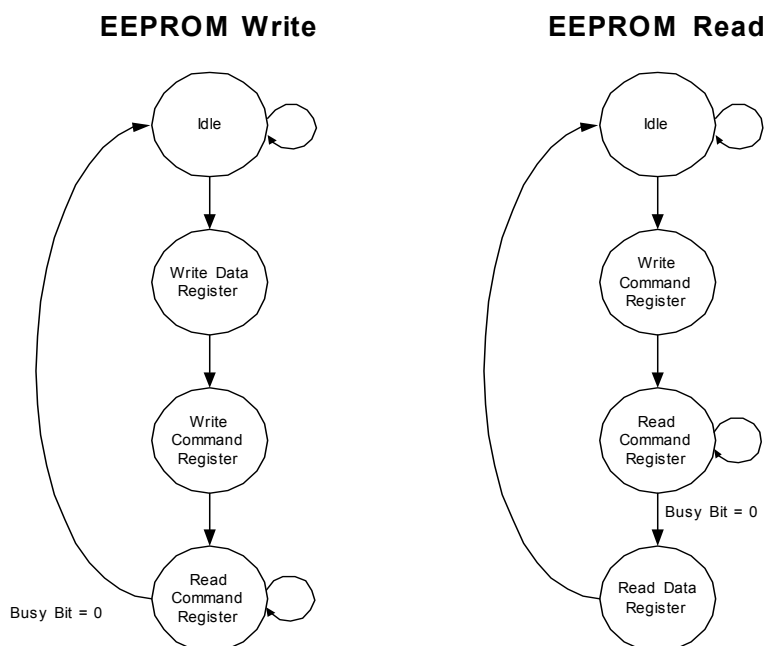 EEPROM Write
Idle
Write Data
Register
Write
Command
Register
Read
Command
Register
Busy Bit = 0
EEPROM Read
Idle
Write
Command
Register
Read
Command
Register
Busy Bit = 0
Read Data
Register